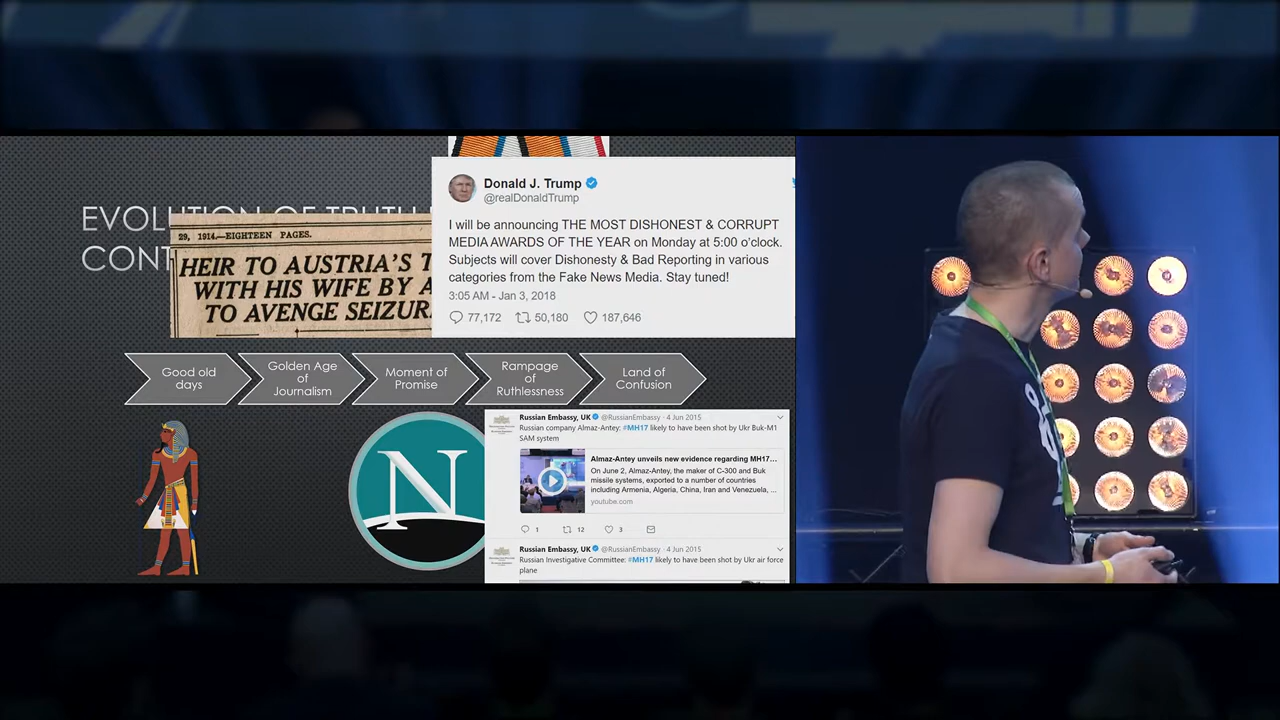 EVOLUTION OF TRUTH
CONT
29, 1914.—EIGHTEEN PAGES.
HEIR TO AUSTRIA'S T
WITH HIS WIFE BY A
TO AVENGE SEIZUR
Donald J. Trump
@realDonaldTrump
I will be announcing THE MOST DISHONEST & CORRUPT
MEDIA AWARDS OF THE YEAR on Monday at 5:00 o'clock.
Subjects will cover Dishonesty & Bad Reporting in various
categories from the Fake News Media. Stay tuned!
3:05 AM - Jan 3, 2018
77,172 50,180 187,646
Good old
days
Golden Age
of
Journalism
Moment of
Promise
Rampage
of
Ruthlessness
Land of
Confusion
N
Russian Embassy, UK @RussianEmbassy · 4 Jun 2015
Russian company Almaz-Antey: #MH17 likely to have been shot by Ukr Buk-M1
SAM system
Almaz-Antey unveils new evidence regarding MH17...
On June 2, Almaz-Antey, the maker of C-300 and Buk
missile systems, exported to a number of countries
including Armenia, Algeria, China, Iran and Venezuela, ...
youtube.com
1 12 3
Russian Embassy, UK @RussianEmbassy · 4 Jun 2015
Russian Investigative Committee: #MH17 likely to have been shot by Ukr air force
plane